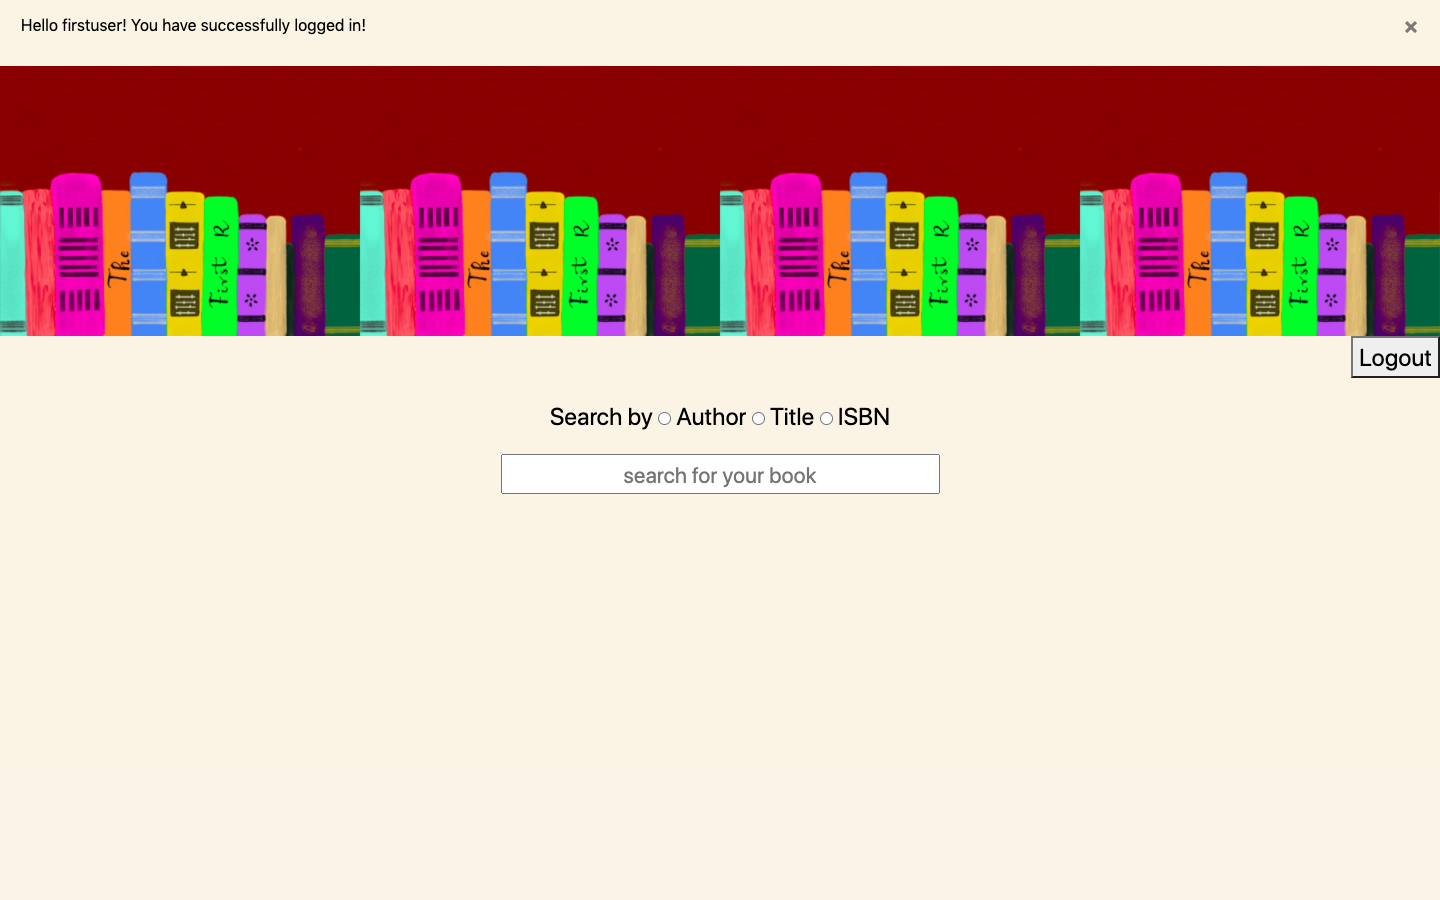 Hello firstuser! You have successfully logged in! ×
The First R The First R The First R The First R
Logout
Search by Author Title ISBN
search for your book